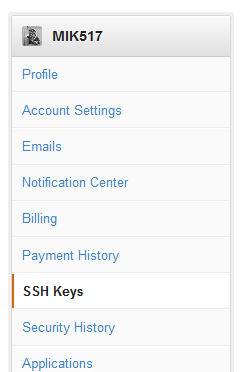 MIK517
Profile
Account Settings
Emails
Notification Center
Billing
Payment History
SSH Keys
Security History
Applications